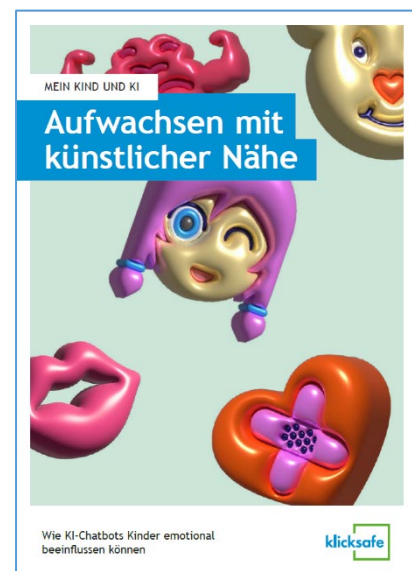 MEIN KIND UND KI
Aufwachsen mit
künstlicher Nähe
Wie KI-Chatbots Kinder emotional
beeinflussen können
klicksafe